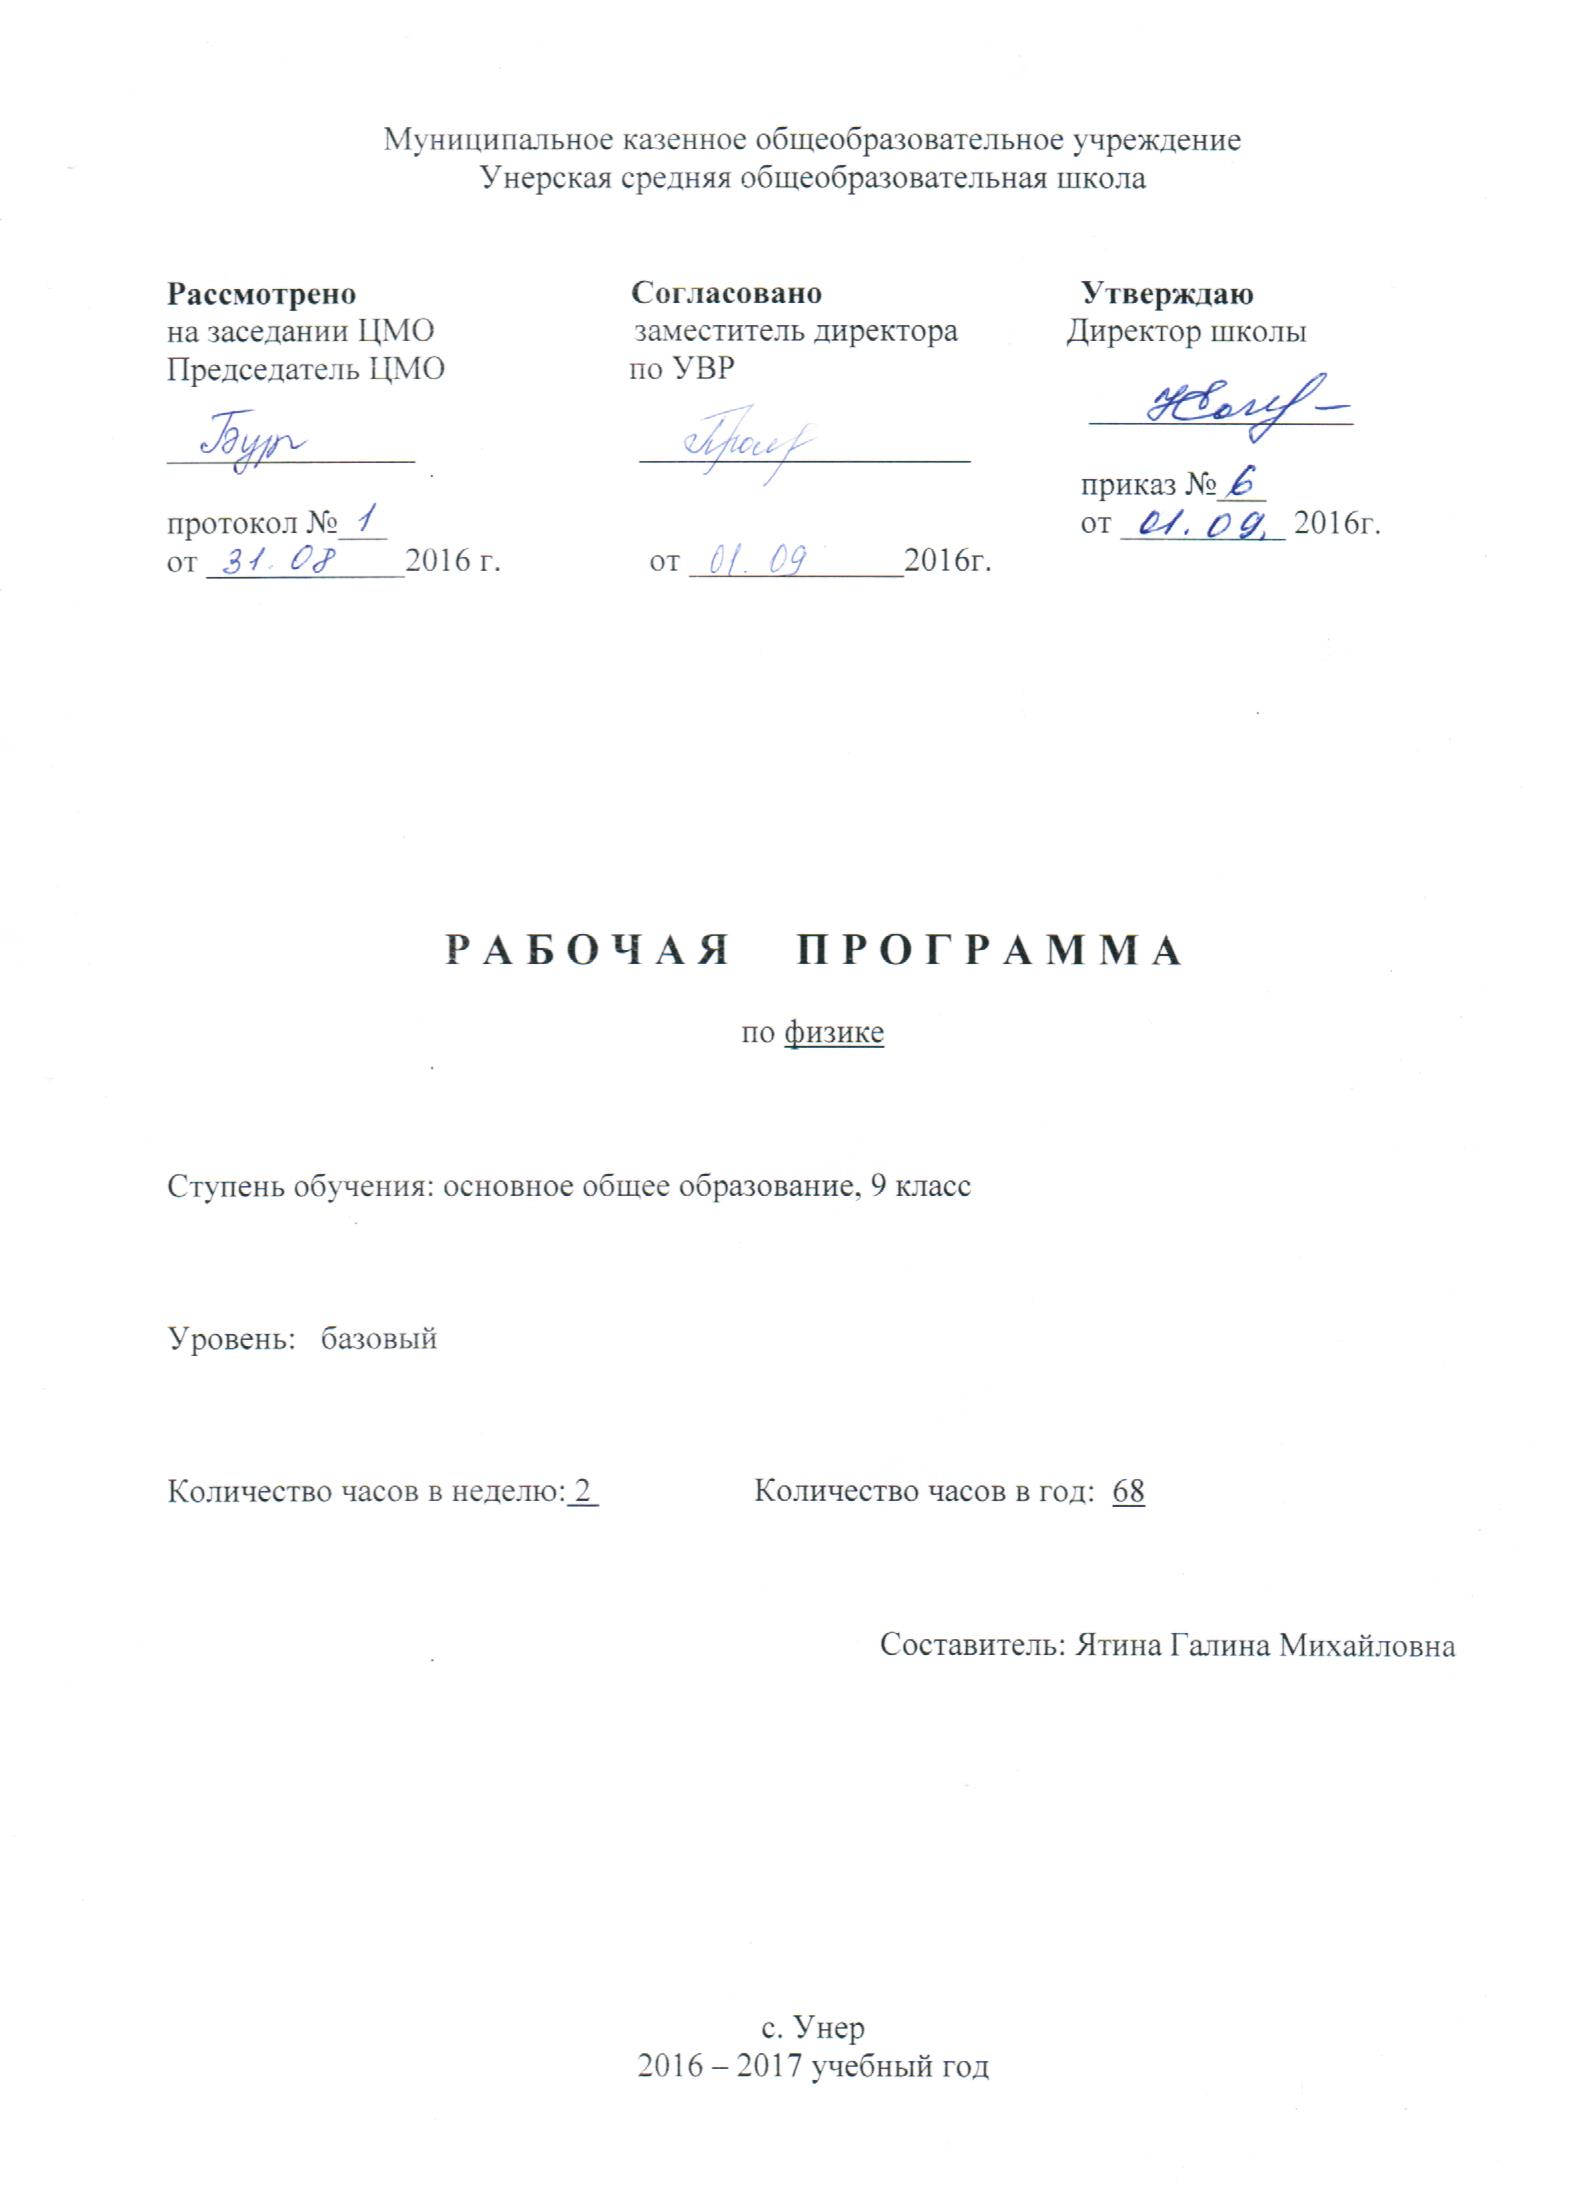 Муниципальное казенное общеобразовательное учреждение
Унерская средняя общеобразовательная школа
Рассмотрено Согласовано Утверждаю
на заседании ЦМО заместитель директора Директор школы
Председатель ЦМО по УВР
приказ № 6
протокол № 1 от 01.09. 2016г.
от 31.08 2016 г. от 01.09 2016г.
РАБОЧАЯ ПРОГРАММА
по физике
Ступень обучения: основное общее образование, 9 класс
Уровень: базовый
Количество часов в неделю: 2 Количество часов в год: 68
Составитель: Ятина Галина Михайловна
с. Унер
2016 – 2017 учебный год